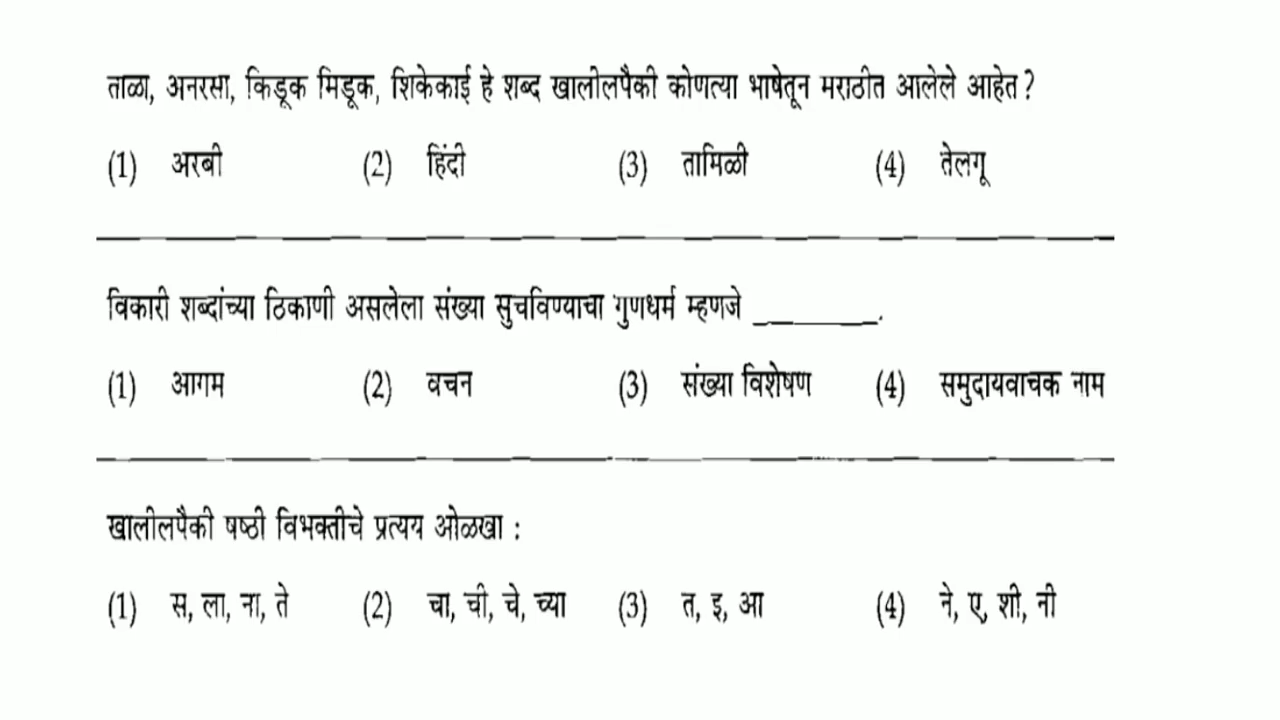 ताळा, अनरसा, किडूक मिडूक, शिकेकाई हे शब्द खालीलपैकी कोणत्या भाषेतून मराठीत आलेले आहेत ?
(1) अरबी (2) हिंदी (3) तामिळी (4) तेलगू
विकारी शब्दांच्या ठिकाणी असलेला संख्या सुचविण्याचा गुणधर्म म्हणजे ________.
(1) आगम (2) वचन (3) संख्या विशेषण (4) समुदायवाचक नाम
खालीलपैकी षष्ठी विभक्तीचे प्रत्यय ओळखा :
(1) स, ला, ना, ते (2) चा, ची, चे, च्या (3) त, इ, आ (4) ने, ए, शी, नी